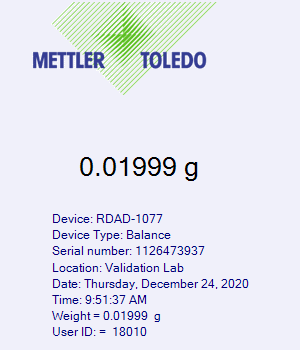 METTLER TOLEDO
0.01999 g
Device: RDAD-1077
Device Type: Balance
Serial number: 1126473937
Location: Validation Lab
Date: Thursday, December 24, 2020
Time: 9:51:37 AM
Weight = 0.01999  g
User ID: =  18010